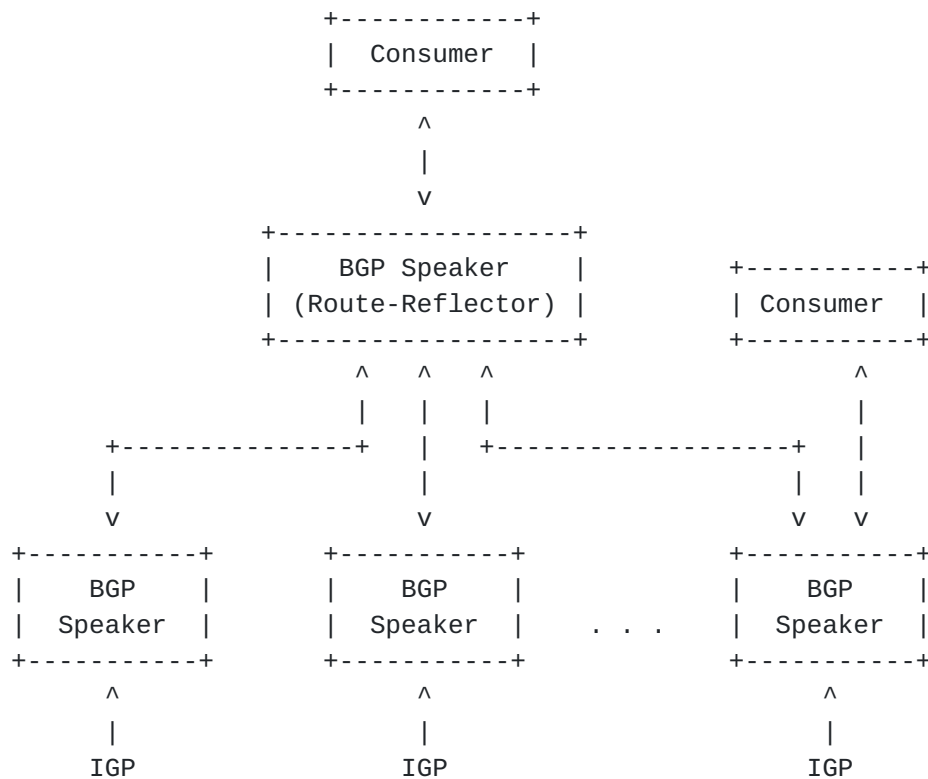 Consumer
BGP Speaker
(Route-Reflector)
Consumer
BGP
Speaker
BGP
Speaker
. . .
BGP
Speaker
IGP
IGP
IGP